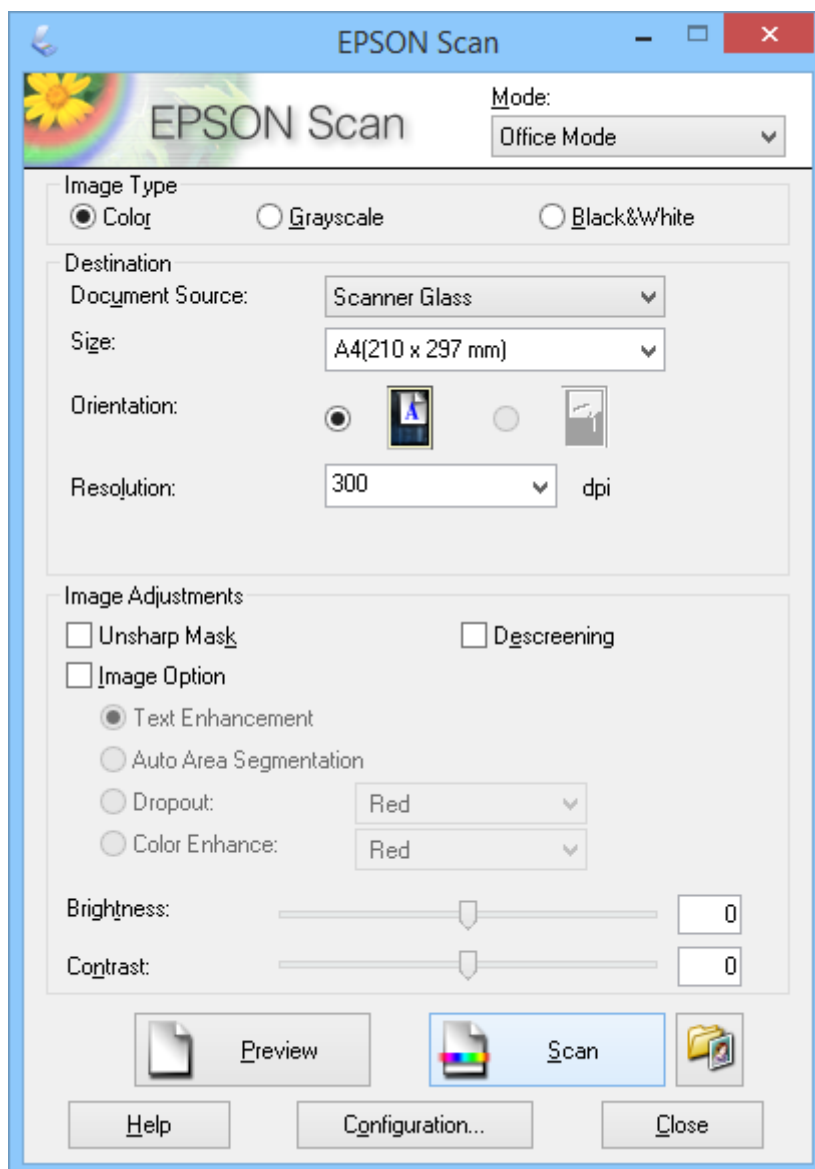 EPSON Scan
EPSON Scan
Mode:
Office Mode
Image Type
Color
Grayscale
Black&White
Destination
Document Source:
Scanner Glass
Size:
A4(210 x 297 mm)
Orientation:
A
Resolution:
300
dpi
Image Adjustments
Unsharp Mask
Descreening
Image Option
Text Enhancement
Auto Area Segmentation
Dropout:
Red
Color Enhance:
Red
Brightness:
0
Contrast:
0
Preview
Scan
Help
Configuration...
Close